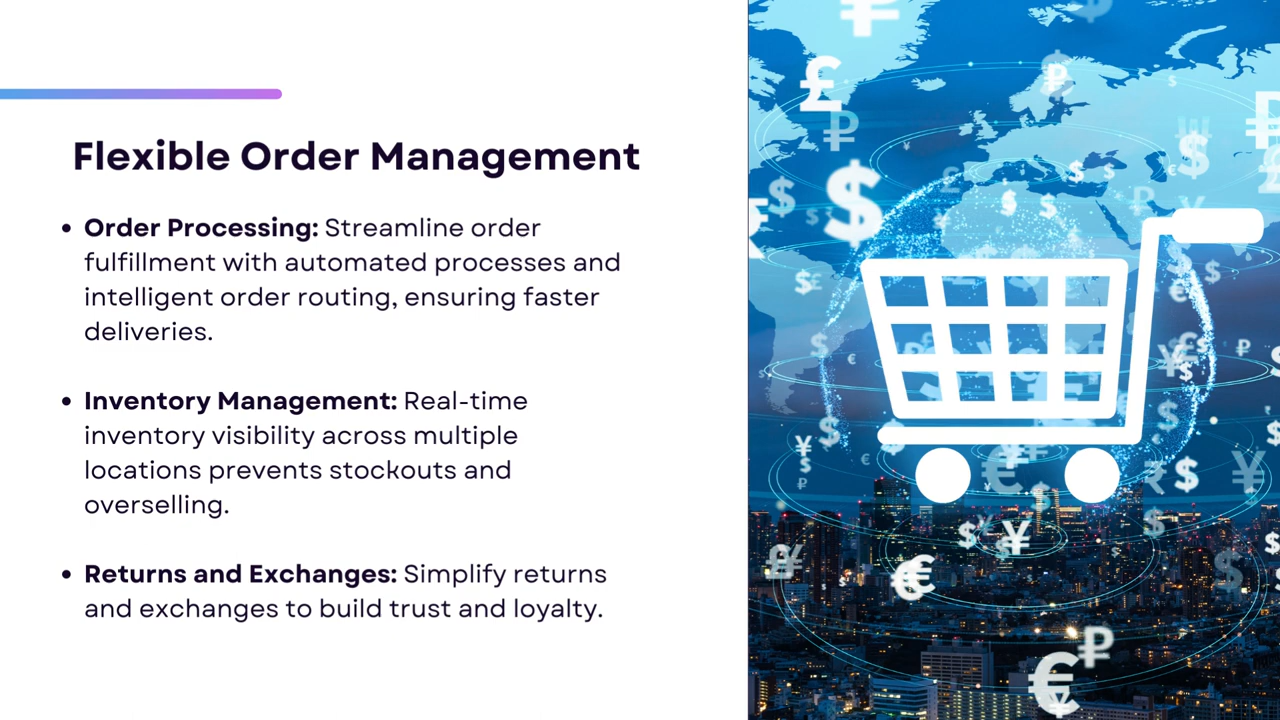 Flexible Order Management
• Order Processing: Streamline order
fulfillment with automated processes and
intelligent order routing, ensuring faster
deliveries.
• Inventory Management: Real-time
inventory visibility across multiple
locations prevents stockouts and
overselling.
• Returns and Exchanges: Simplify returns
and exchanges to build trust and loyalty.